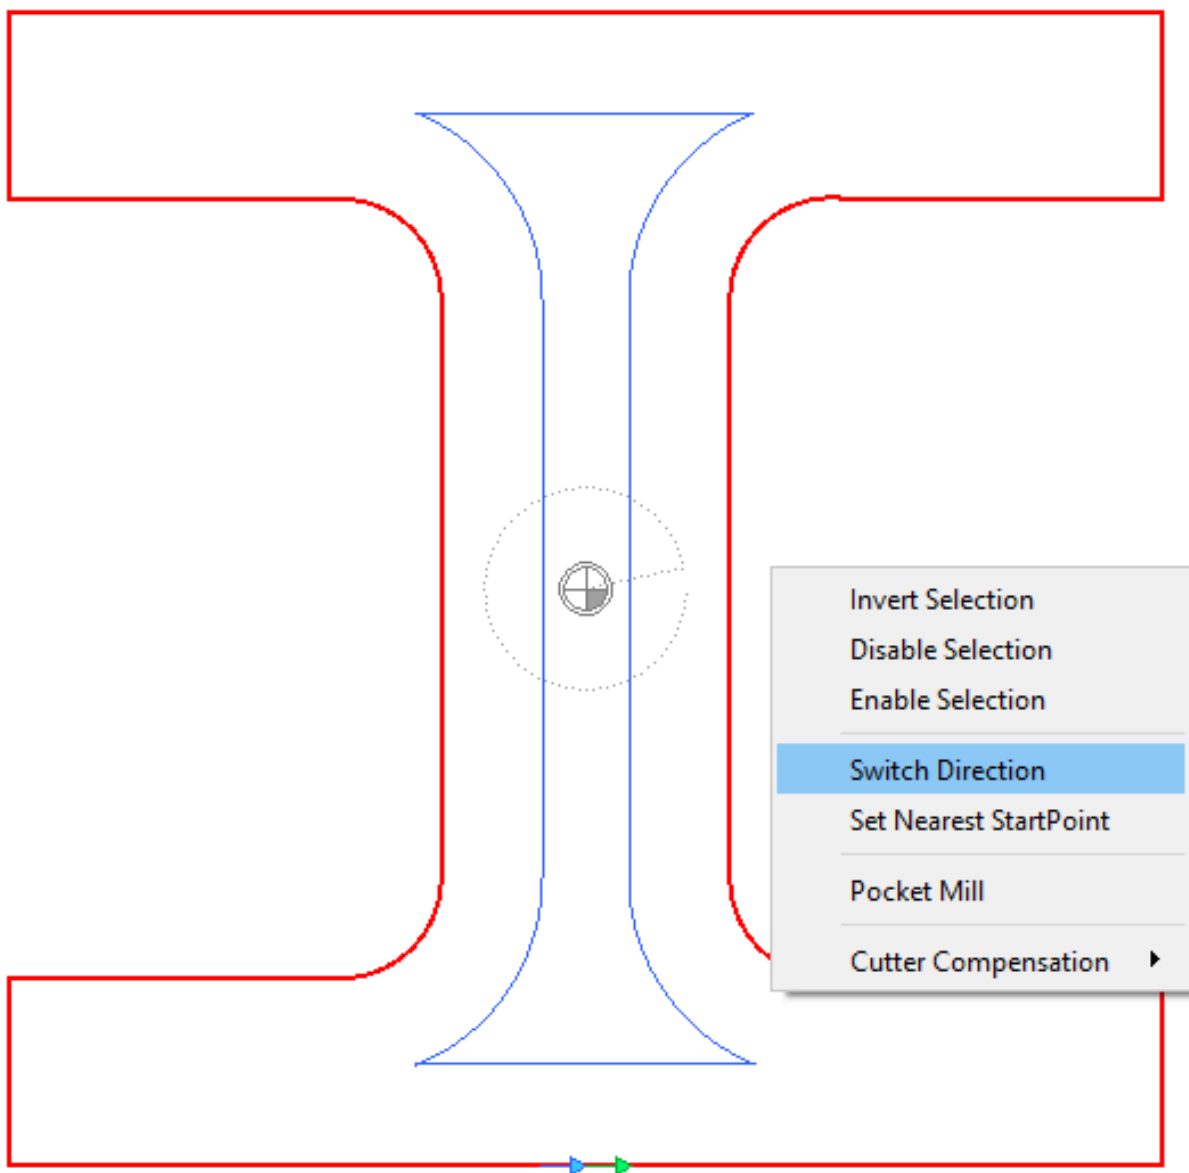 Invert Selection
Disable Selection
Enable Selection
Switch Direction
Set Nearest StartPoint
Pocket Mill
Cutter Compensation